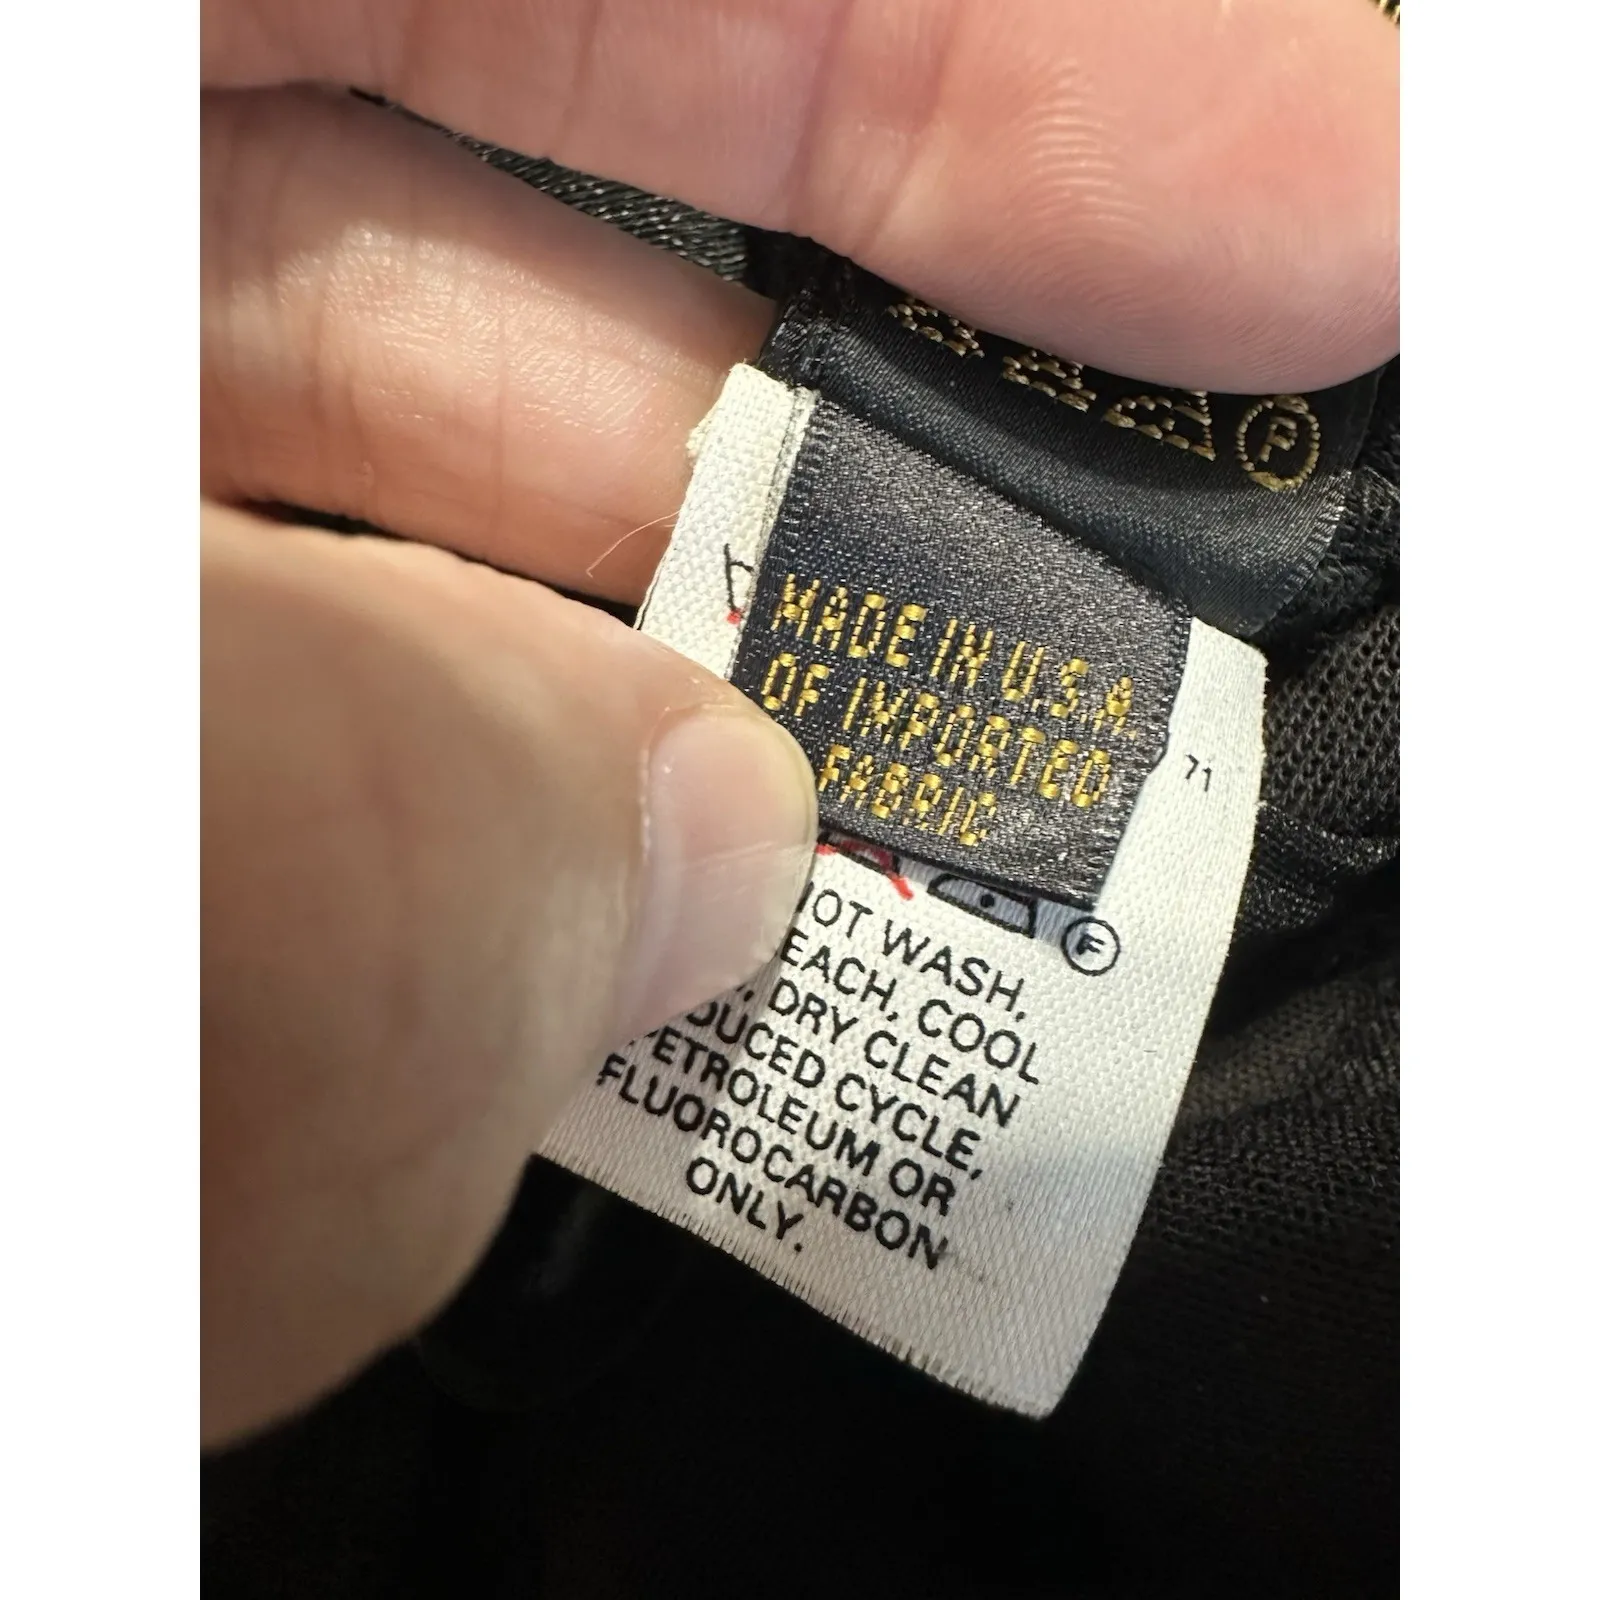 P
MADE IN U.S.A.
OF IMPORTED
FABRIC
71
F
NOT WASH,
EACH, COOL
DRY CLEAN
DUCED CYCLE,
PETROLEUM OR
FLUOROCARBON
ONLY.